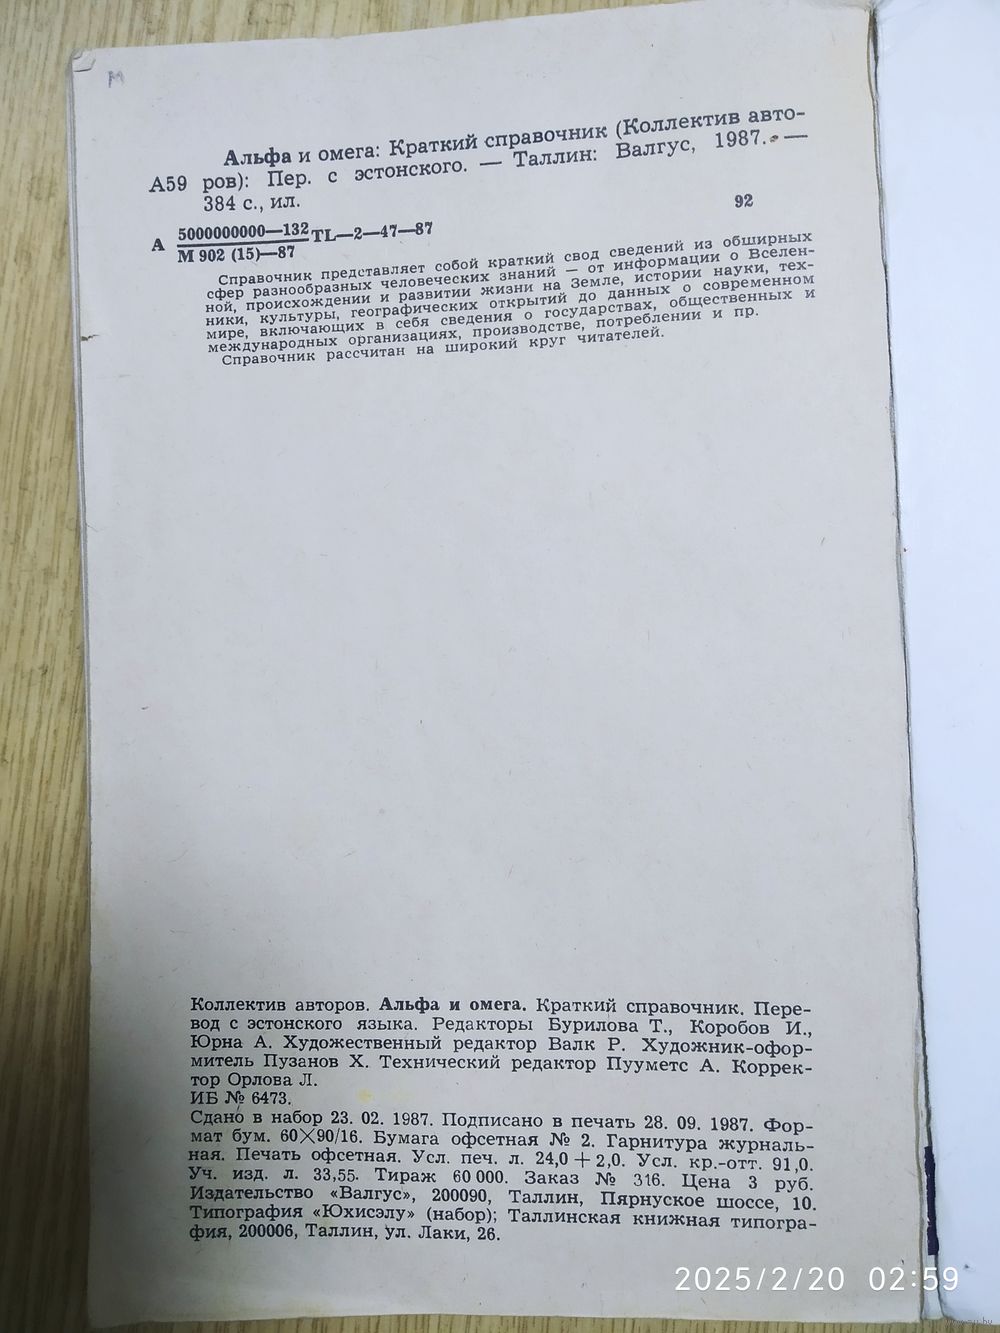 М
Альфа и омега: Краткий справочник (Коллектив авто-
А59 ров): Пер. с эстонского. — Таллин: Валгус, 1987. —
384 с., ил.
92
А 5000000000—132 TL—2—47—87
М 902 (15)—87
Справочник представляет собой краткий свод сведений из обширных
сфер разнообразных человеческих знаний — от информации о Вселен-
ной, происхождении и развитии жизни на Земле, истории науки, тех-
ники, культуры, географических открытий до данных о современном
мире, включающих в себя сведения о государствах, общественных и
международных организациях, производстве, потреблении и пр.
Справочник рассчитан на широкий круг читателей.
Коллектив авторов. Альфа и омега. Краткий справочник. Пере-
вод с эстонского языка. Редакторы Бурилова Т., Коробов И.,
Юрна А. Художественный редактор Валк Р. Художник-офор-
митель Пузанов Х. Технический редактор Пууметс А. Коррек-
тор Орлова Л.
ИБ № 6473.
Сдано в набор 23. 02. 1987. Подписано в печать 28. 09. 1987. Фор-
мат бум. 60×90/16. Бумага офсетная № 2. Гарнитура журналь-
ная. Печать офсетная. Усл. печ. л. 24,0 + 2,0. Усл. кр.-отт. 91,0.
Уч. изд. л. 33,55. Тираж 60 000. Заказ № 316. Цена 3 руб.
Издательство «Валгус», 200090, Таллин, Пярнуское шоссе, 10.
Типография «Юхисэлу» (набор); Таллинская книжная типогра-
фия, 200006, Таллин, ул. Лаки, 26.
2025/2/20 02:59